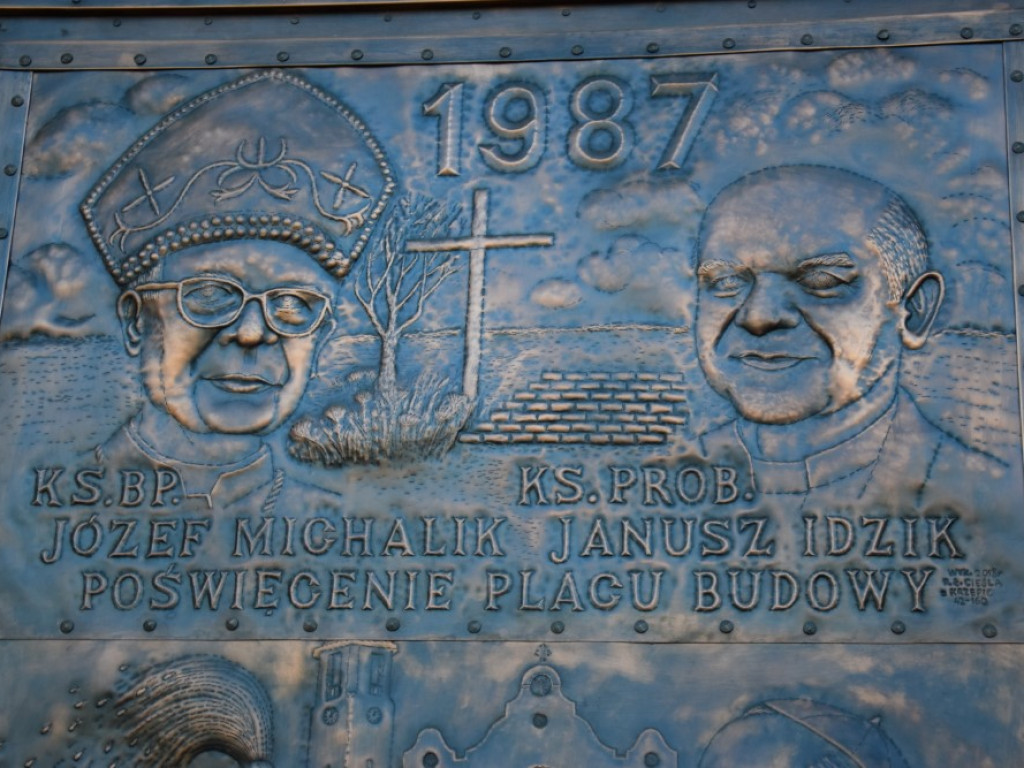 1987
KS.BP. KS.PROB.
JÓZEF MICHALIK JANUSZ IDZIK
POŚWIĘCENIE PLACU BUDOWY